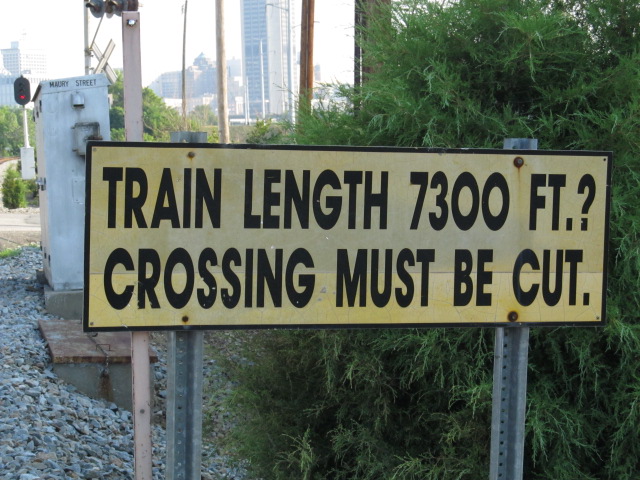 MAURY STREET
TRAIN LENGTH 7300 FT.?
CROSSING MUST BE CUT.